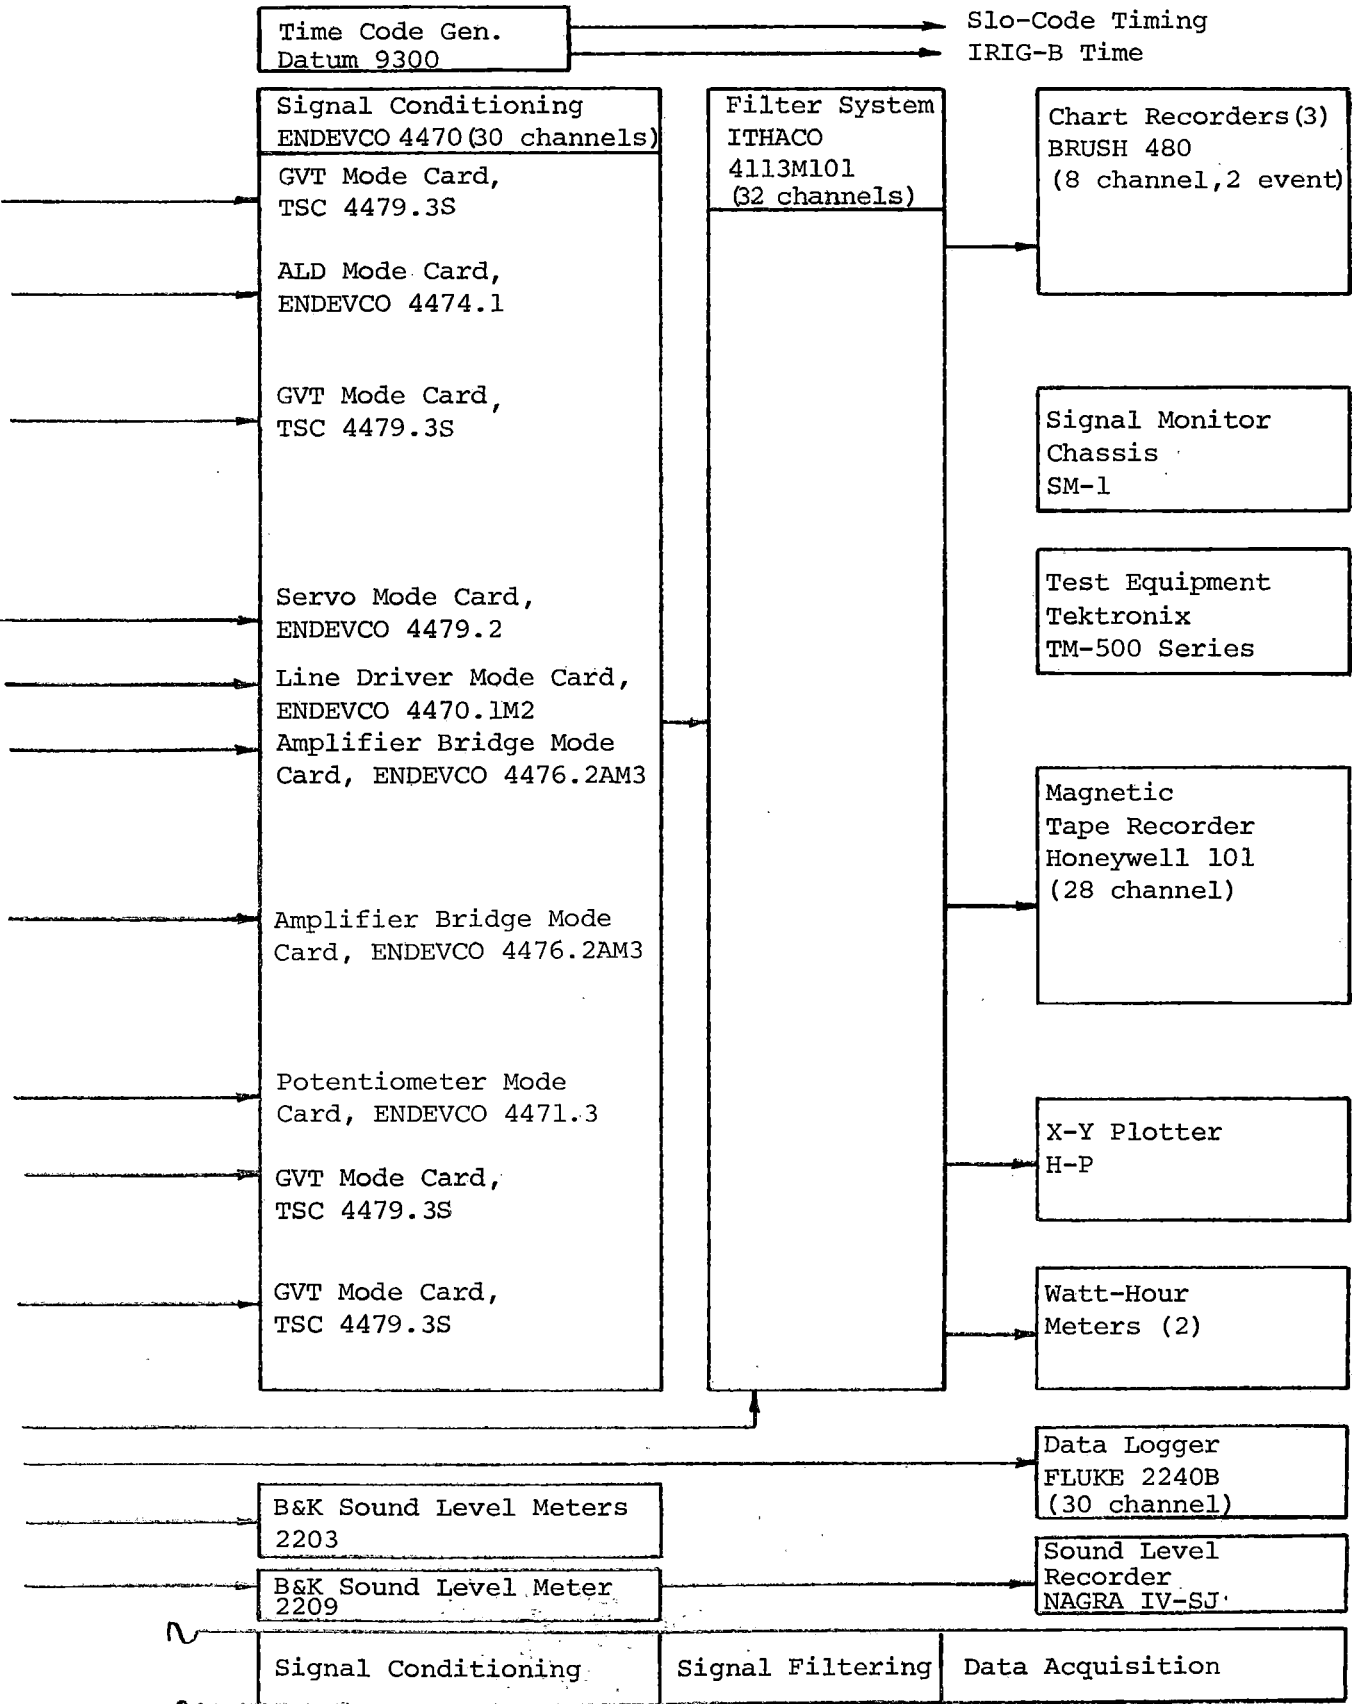 Time Code Gen.
Datum 9300
Slo-Code Timing
IRIG-B Time
Signal Conditioning
ENDEVCO 4470 (30 channels)
GVT Mode Card,
TSC 4479.3S
ALD Mode Card,
ENDEVCO 4474.1
GVT Mode Card,
TSC 4479.3S
Servo Mode Card,
ENDEVCO 4479.2
Line Driver Mode Card,
ENDEVCO 4470.1M2
Amplifier Bridge Mode
Card, ENDEVCO 4476.2AM3
Amplifier Bridge Mode
Card, ENDEVCO 4476.2AM3
Potentiometer Mode
Card, ENDEVCO 4471.3
GVT Mode Card,
TSC 4479.3S
GVT Mode Card,
TSC 4479.3S
Filter System
ITHACO
4113M101
(32 channels)
Chart Recorders (3)
BRUSH 480
(8 channel, 2 event)
Signal Monitor
Chassis
SM-1
Test Equipment
Tektronix
TM-500 Series
Magnetic
Tape Recorder
Honeywell 101
(28 channel)
X-Y Plotter
H-P
Watt-Hour
Meters (2)
Data Logger
FLUKE 2240B
(30 channel)
B&K Sound Level Meters
2203
B&K Sound Level Meter
2209
Sound Level
Recorder
NAGRA IV-SJ
Signal Conditioning
Signal Filtering
Data Acquisition